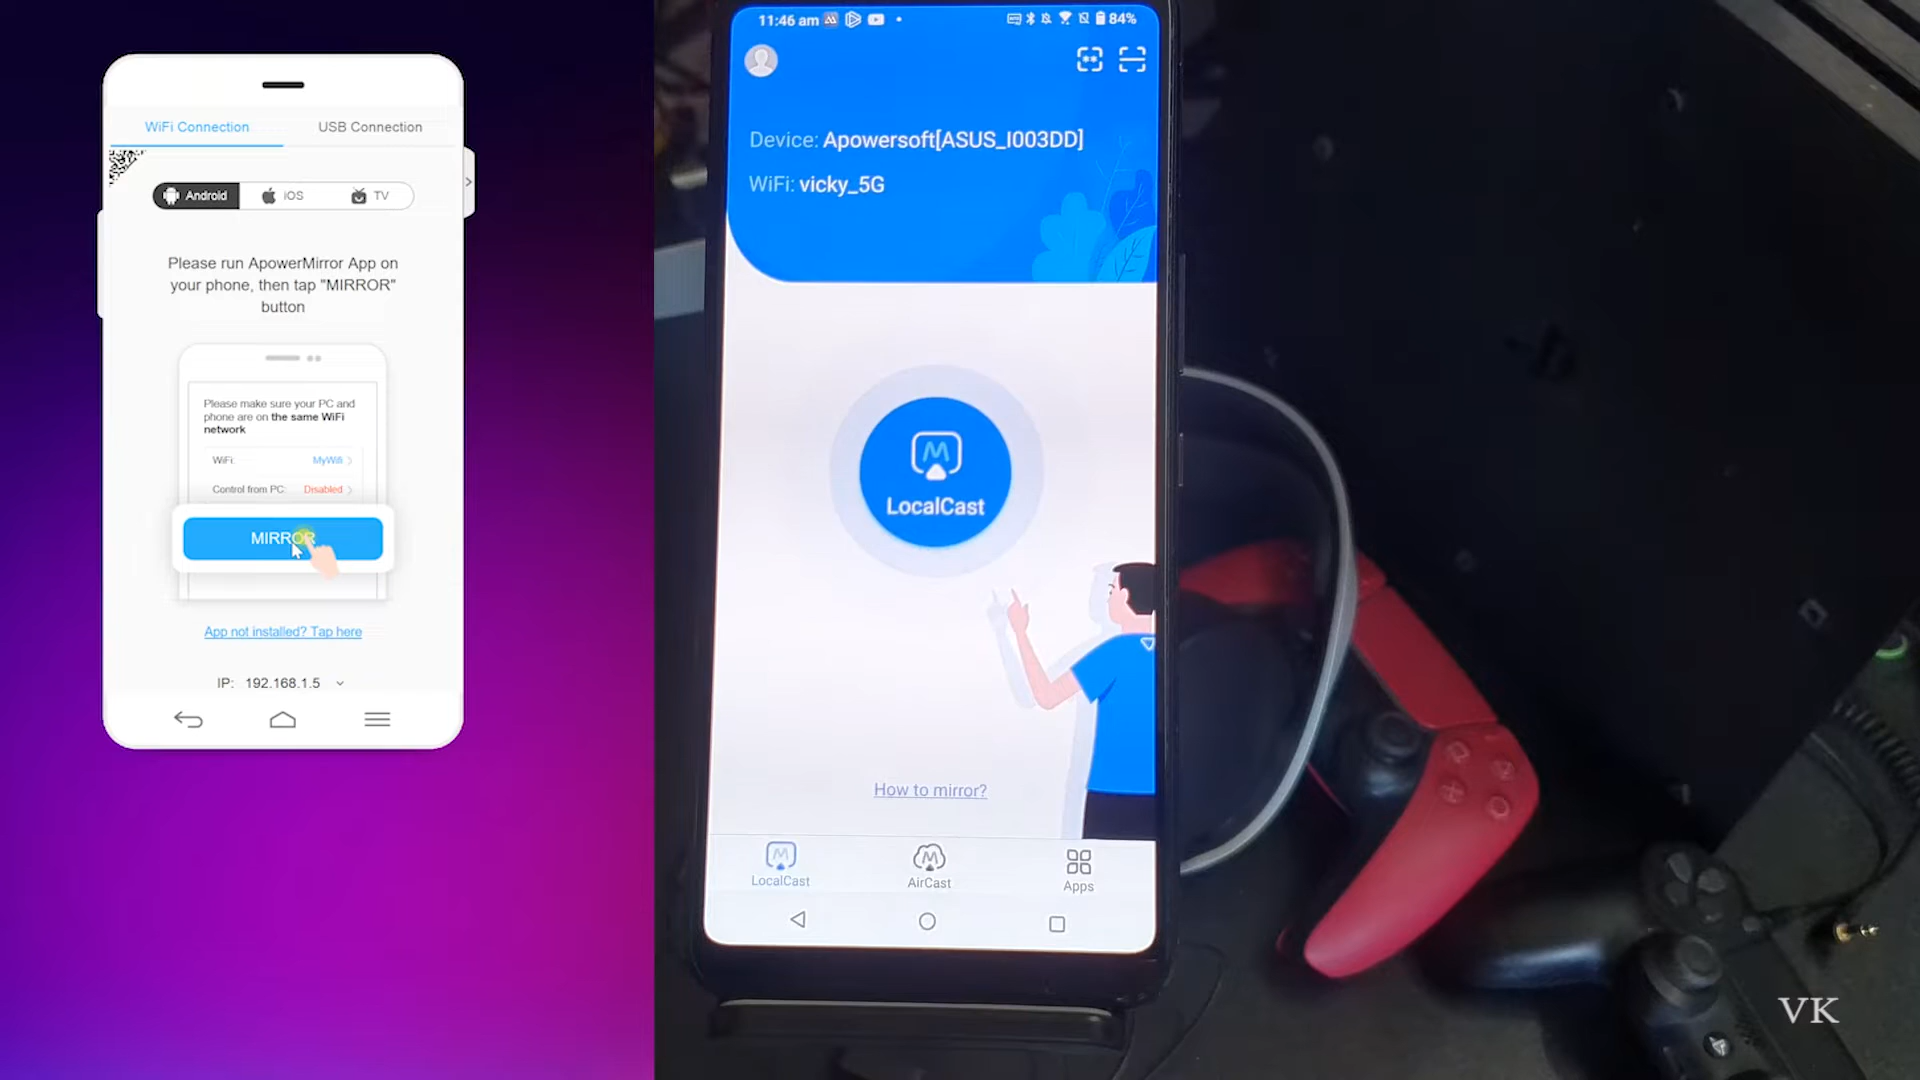 WiFi Connection
USB Connection
Android
iOS
TV
Please run ApowerMirror App on
your phone, then tap "MIRROR"
button
Please make sure your PC and
phone are on the same WiFi
network
WiFi:
MyWifi
Control from PC:
Disabled
MIRROR
App not installed? Tap here
IP: 192.168.1.5
11:46 am
84%
Device: Apowersoft[ASUS_I003DD]
WiFi: vicky_5G
LocalCast
How to mirror?
LocalCast
AirCast
Apps
VK